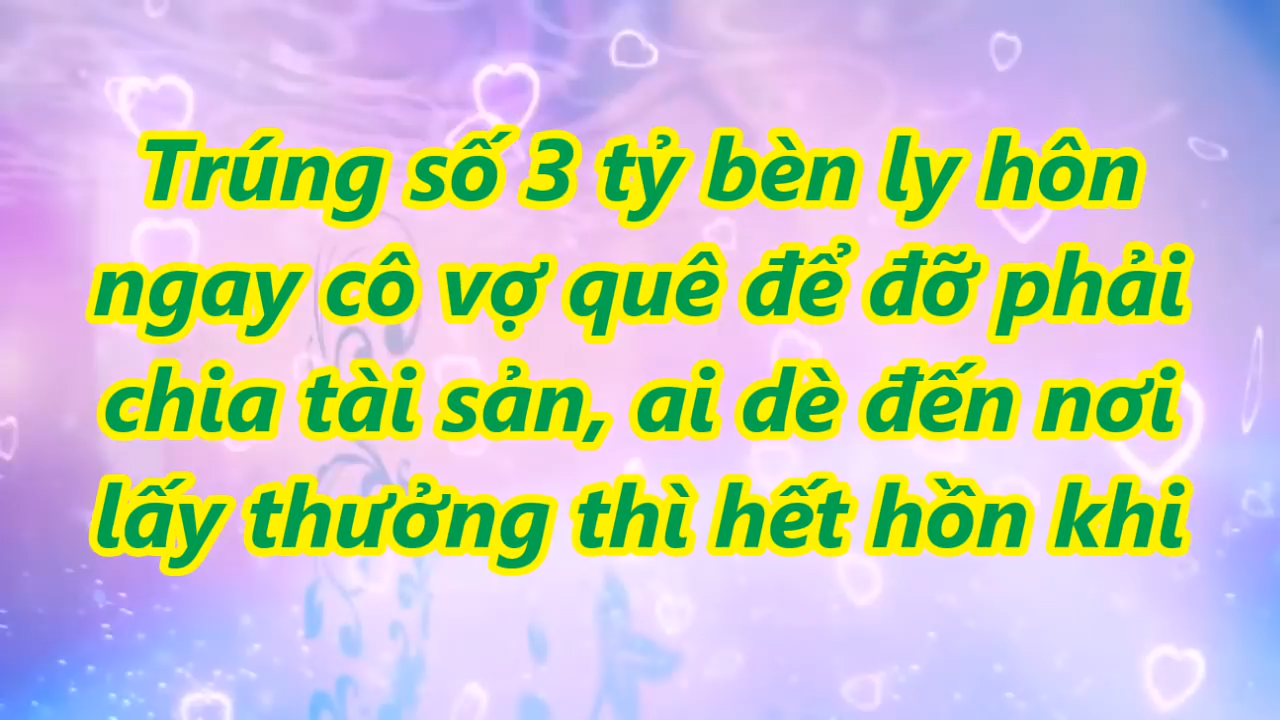 Trúng số 3 tỷ bèn ly hôn
ngay cô vợ quê để đỡ phải
chia tài sản, ai dè đến nơi
lấy thưởng thì hết hồn khi